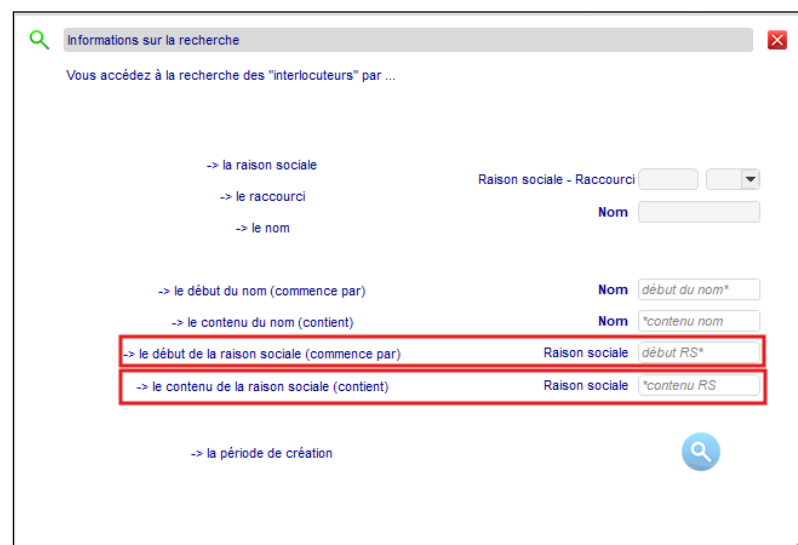 Informations sur la recherche
Vous accédez à la recherche des "interlocuteurs" par ...
-> la raison sociale
Raison sociale - Raccourci
-> le raccourci
Nom
-> le nom
-> le début du nom (commence par) Nom début du nom*
-> le contenu du nom (contient) Nom *contenu nom
-> le début de la raison sociale (commence par) Raison sociale début RS*
-> le contenu de la raison sociale (contient) Raison sociale *contenu RS
-> la période de création